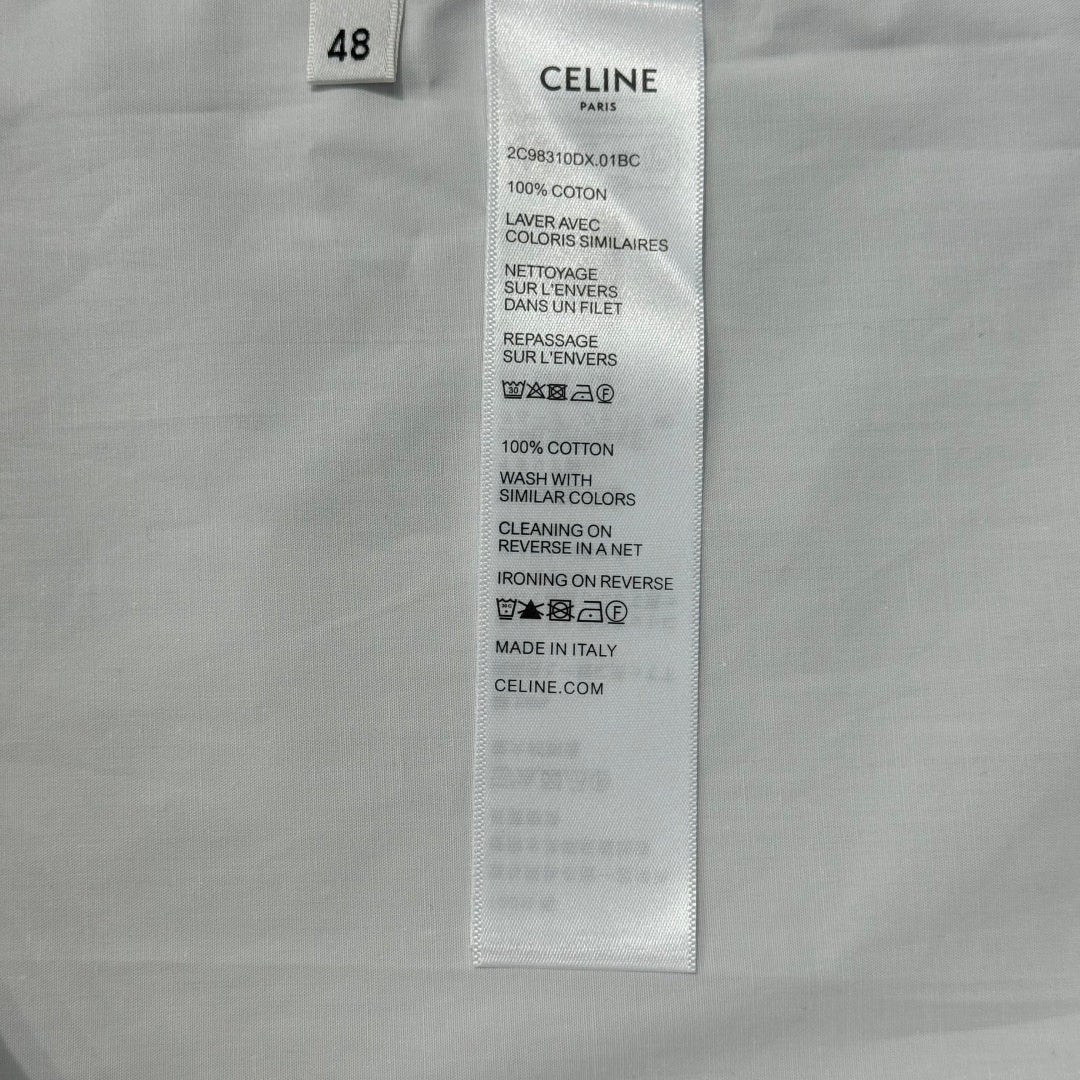 48
CELINE
PARIS
2C98310DX.01BC
100% COTON
LAVER AVEC
COLORIS SIMILAIRES
NETTOYAGE
SUR L'ENVERS
DANS UN FILET
REPASSAGE
SUR L'ENVERS
30 F
100% COTTON
WASH WITH
SIMILAR COLORS
CLEANING ON
REVERSE IN A NET
IRONING ON REVERSE
30 C F
MADE IN ITALY
CELINE.COM